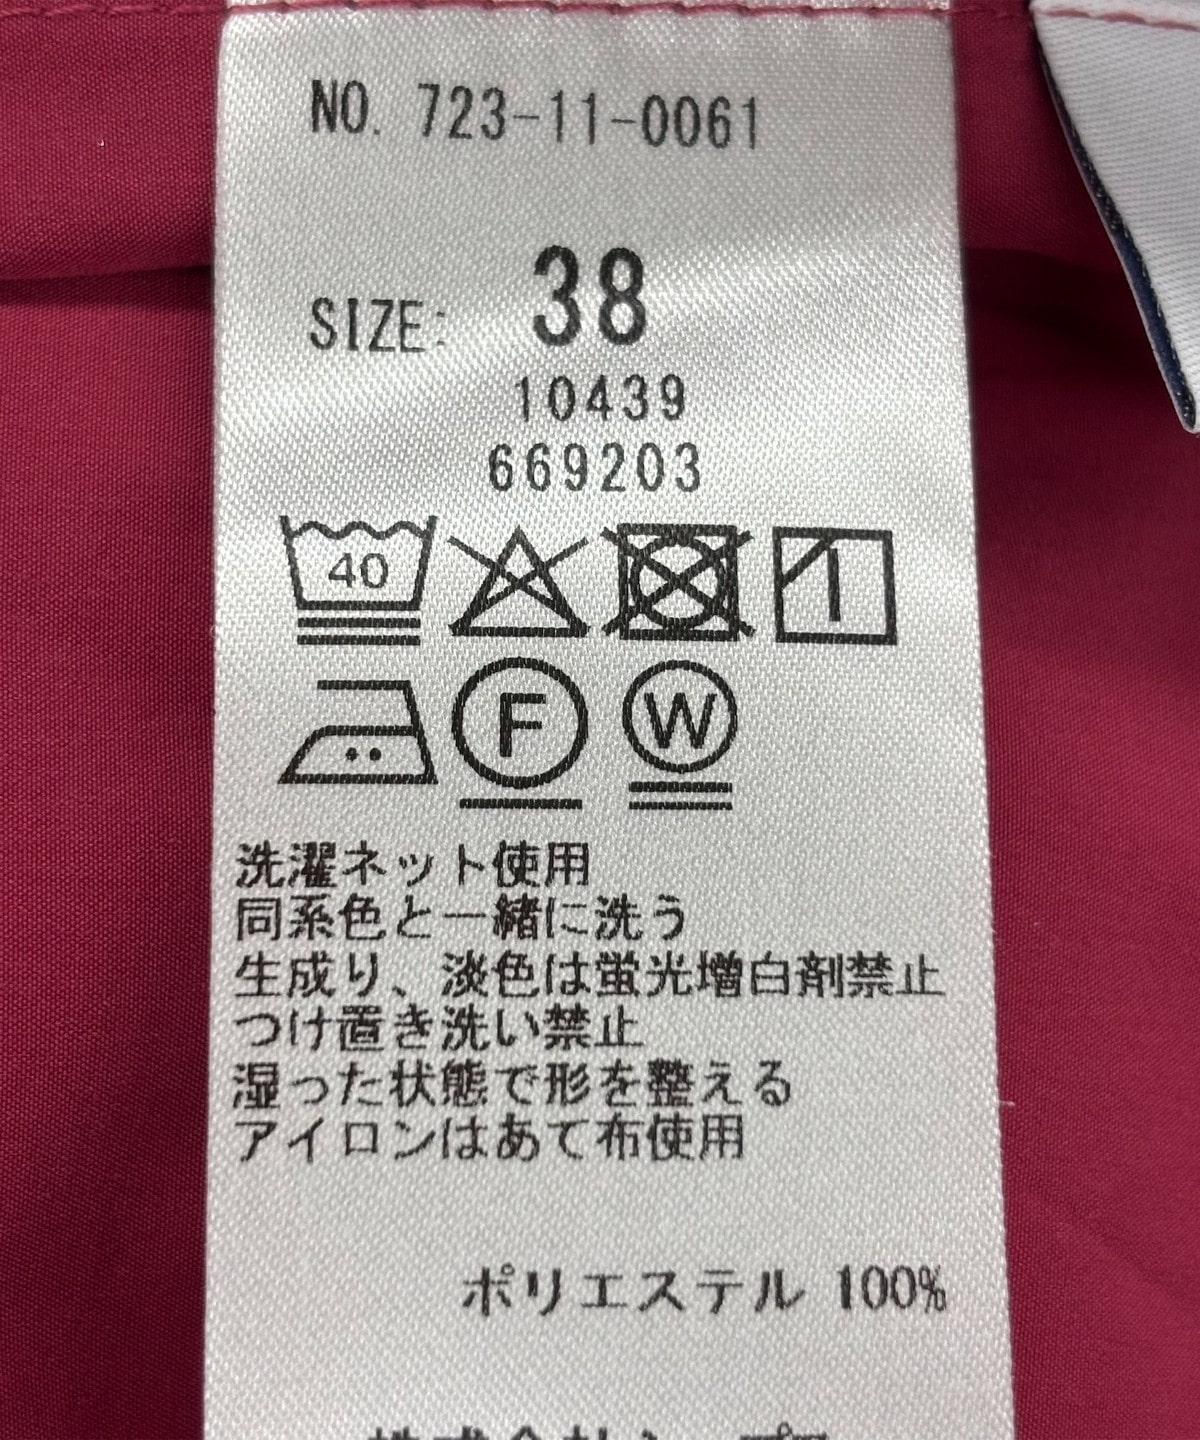 NO. 723-11-0061
SIZE: 38
10439
669203
40
F W
洗濯ネット使用
同系色と一緒に洗う
生成り、淡色は蛍光増白剤禁止
つけ置き洗い禁止
湿った状態で形を整える
アイロンはあて布使用
ポリエステル 100%